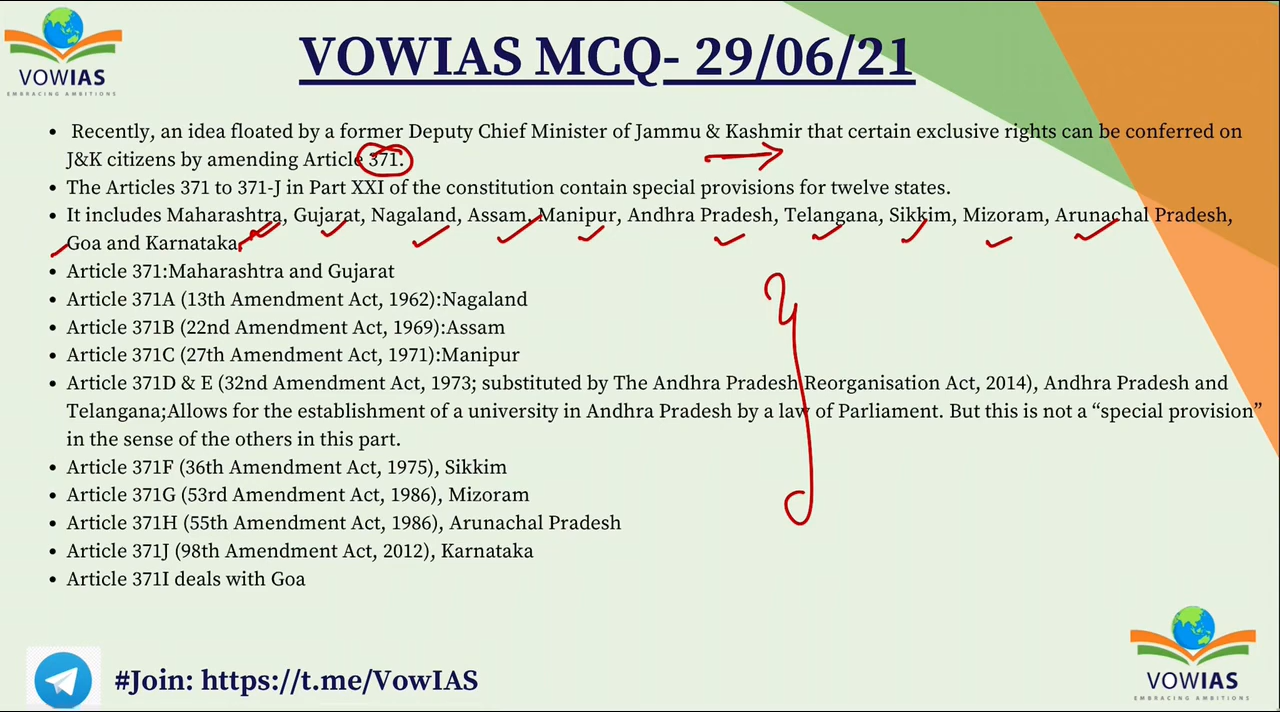 VOWIAS
EMBRACING AMBITIONS
VOWIAS MCQ- 29/06/21
• Recently, an idea floated by a former Deputy Chief Minister of Jammu & Kashmir that certain exclusive rights can be conferred on
J&K citizens by amending Article 371.
• The Articles 371 to 371-J in Part XXI of the constitution contain special provisions for twelve states.
• It includes Maharashtra, Gujarat, Nagaland, Assam, Manipur, Andhra Pradesh, Telangana, Sikkim, Mizoram, Arunachal Pradesh,
Goa and Karnataka
• Article 371:Maharashtra and Gujarat
• Article 371A (13th Amendment Act, 1962):Nagaland
• Article 371B (22nd Amendment Act, 1969):Assam
• Article 371C (27th Amendment Act, 1971):Manipur
• Article 371D & E (32nd Amendment Act, 1973; substituted by The Andhra Pradesh Reorganisation Act, 2014), Andhra Pradesh and
Telangana;Allows for the establishment of a university in Andhra Pradesh by a law of Parliament. But this is not a “special provision”
in the sense of the others in this part.
• Article 371F (36th Amendment Act, 1975), Sikkim
• Article 371G (53rd Amendment Act, 1986), Mizoram
• Article 371H (55th Amendment Act, 1986), Arunachal Pradesh
• Article 371J (98th Amendment Act, 2012), Karnataka
• Article 371I deals with Goa
#Join: https://t.me/VowIAS
VOWIAS
EMBRACING AMBITIONS